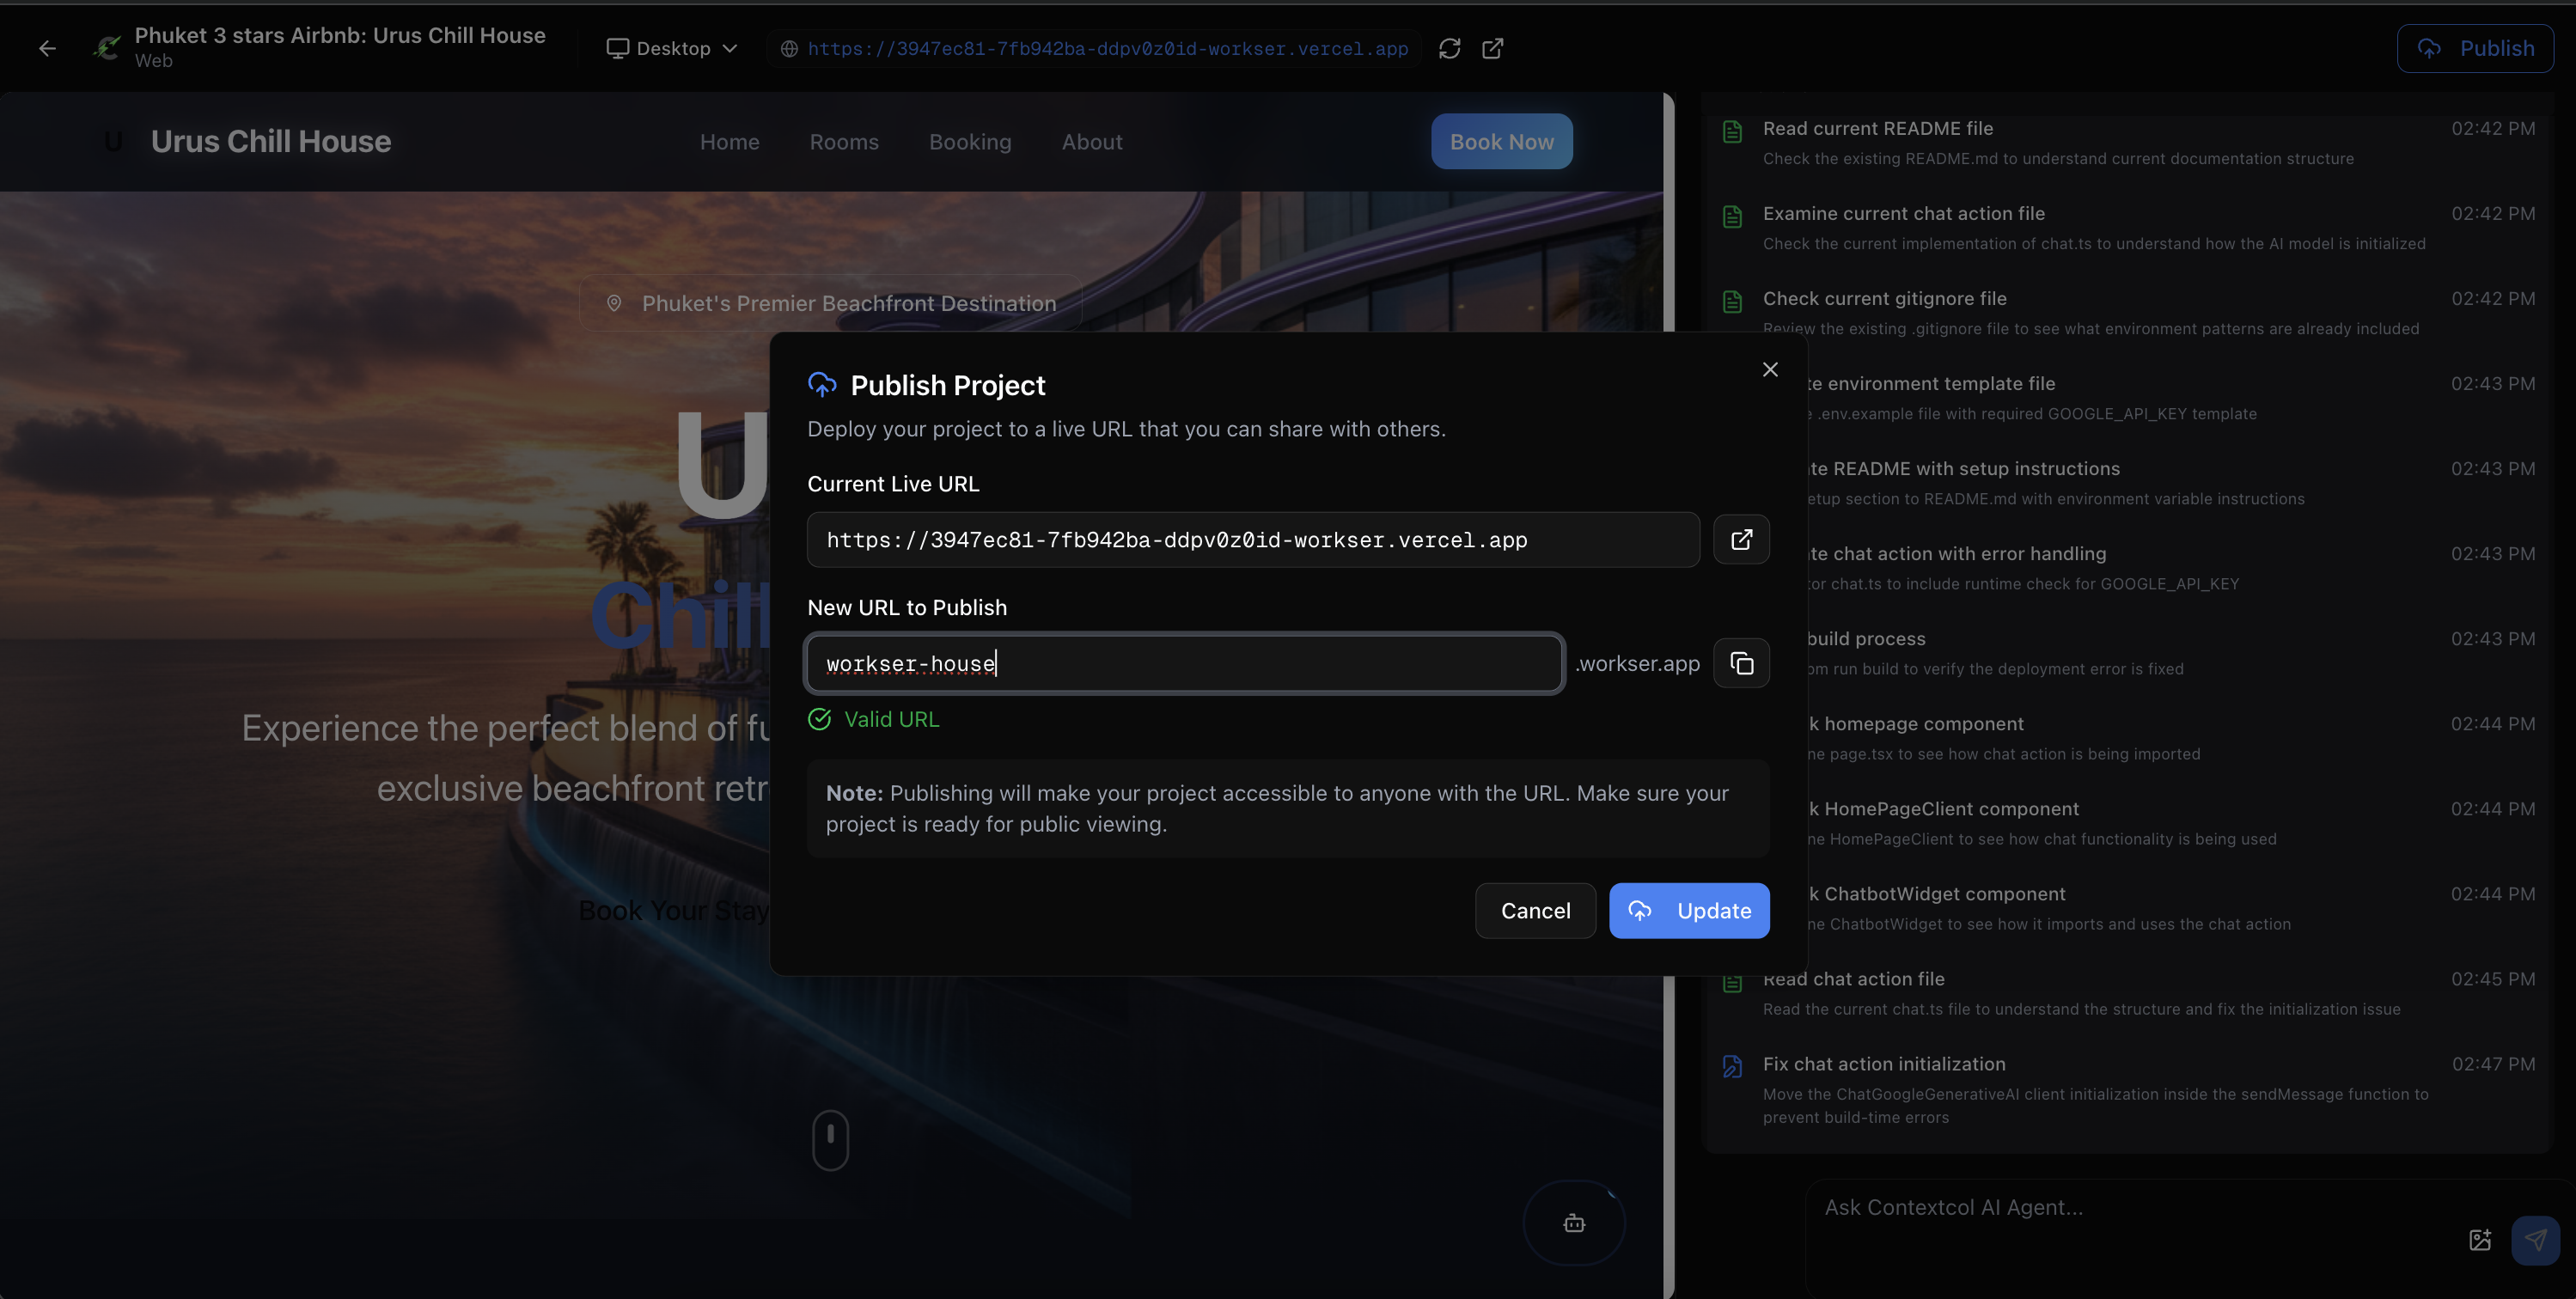 Phuket 3 stars Airbnb: Urus Chill House
Web
Desktop
https://3947ec81-7fb942ba-ddpv0z0id-workser.vercel.app
Publish
U
Urus Chill House
Home
Rooms
Booking
About
Book Now
Phuket's Premier Beachfront Destination
U
Chill
Experience the perfect blend of fu
exclusive beachfront retr
Book Your Stay
Publish Project
Deploy your project to a live URL that you can share with others.
Current Live URL
https://3947ec81-7fb942ba-ddpv0z0id-workser.vercel.app
New URL to Publish
workser-house
.workser.app
Valid URL
Note: Publishing will make your project accessible to anyone with the URL. Make sure your
project is ready for public viewing.
Cancel
Update
Read current README file
02:42 PM
Check the existing README.md to understand current documentation structure
Examine current chat action file
02:42 PM
Check the current implementation of chat.ts to understand how the AI model is initialized
Check current gitignore file
02:42 PM
Review the existing .gitignore file to see what environment patterns are already included
te environment template file
02:43 PM
e .env.example file with required GOOGLE_API_KEY template
te README with setup instructions
02:43 PM
etup section to README.md with environment variable instructions
te chat action with error handling
02:43 PM
tor chat.ts to include runtime check for GOOGLE_API_KEY
build process
02:43 PM
pm run build to verify the deployment error is fixed
k homepage component
02:44 PM
ne page.tsx to see how chat action is being imported
k HomePageClient component
02:44 PM
ne HomePageClient to see how chat functionality is being used
k ChatbotWidget component
02:44 PM
ne ChatbotWidget to see how it imports and uses the chat action
Read chat action file
02:45 PM
Read the current chat.ts file to understand the structure and fix the initialization issue
Fix chat action initialization
02:47 PM
Move the ChatGoogleGenerativeAI client initialization inside the sendMessage function to
prevent build-time errors
Ask Contextcol AI Agent...